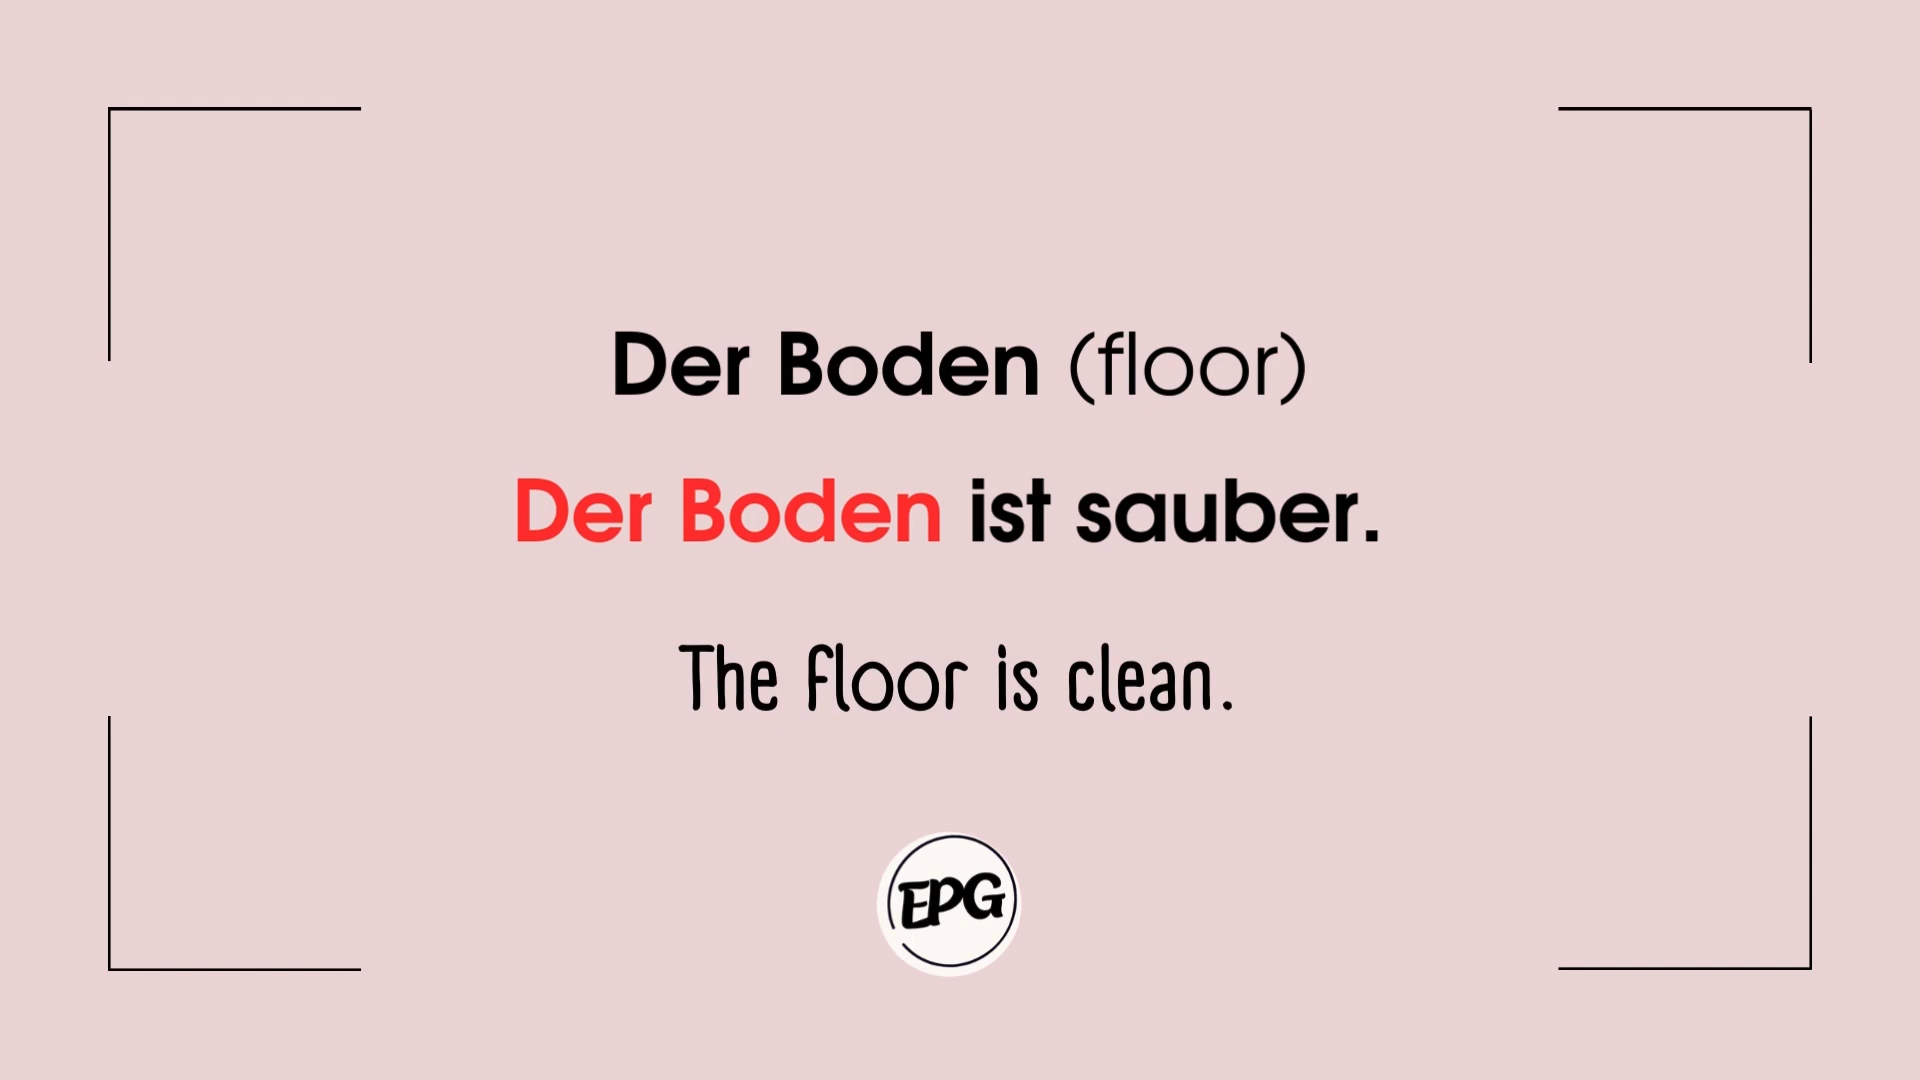 Der Boden (floor)
Der Boden ist sauber.
The floor is clean.
EPG